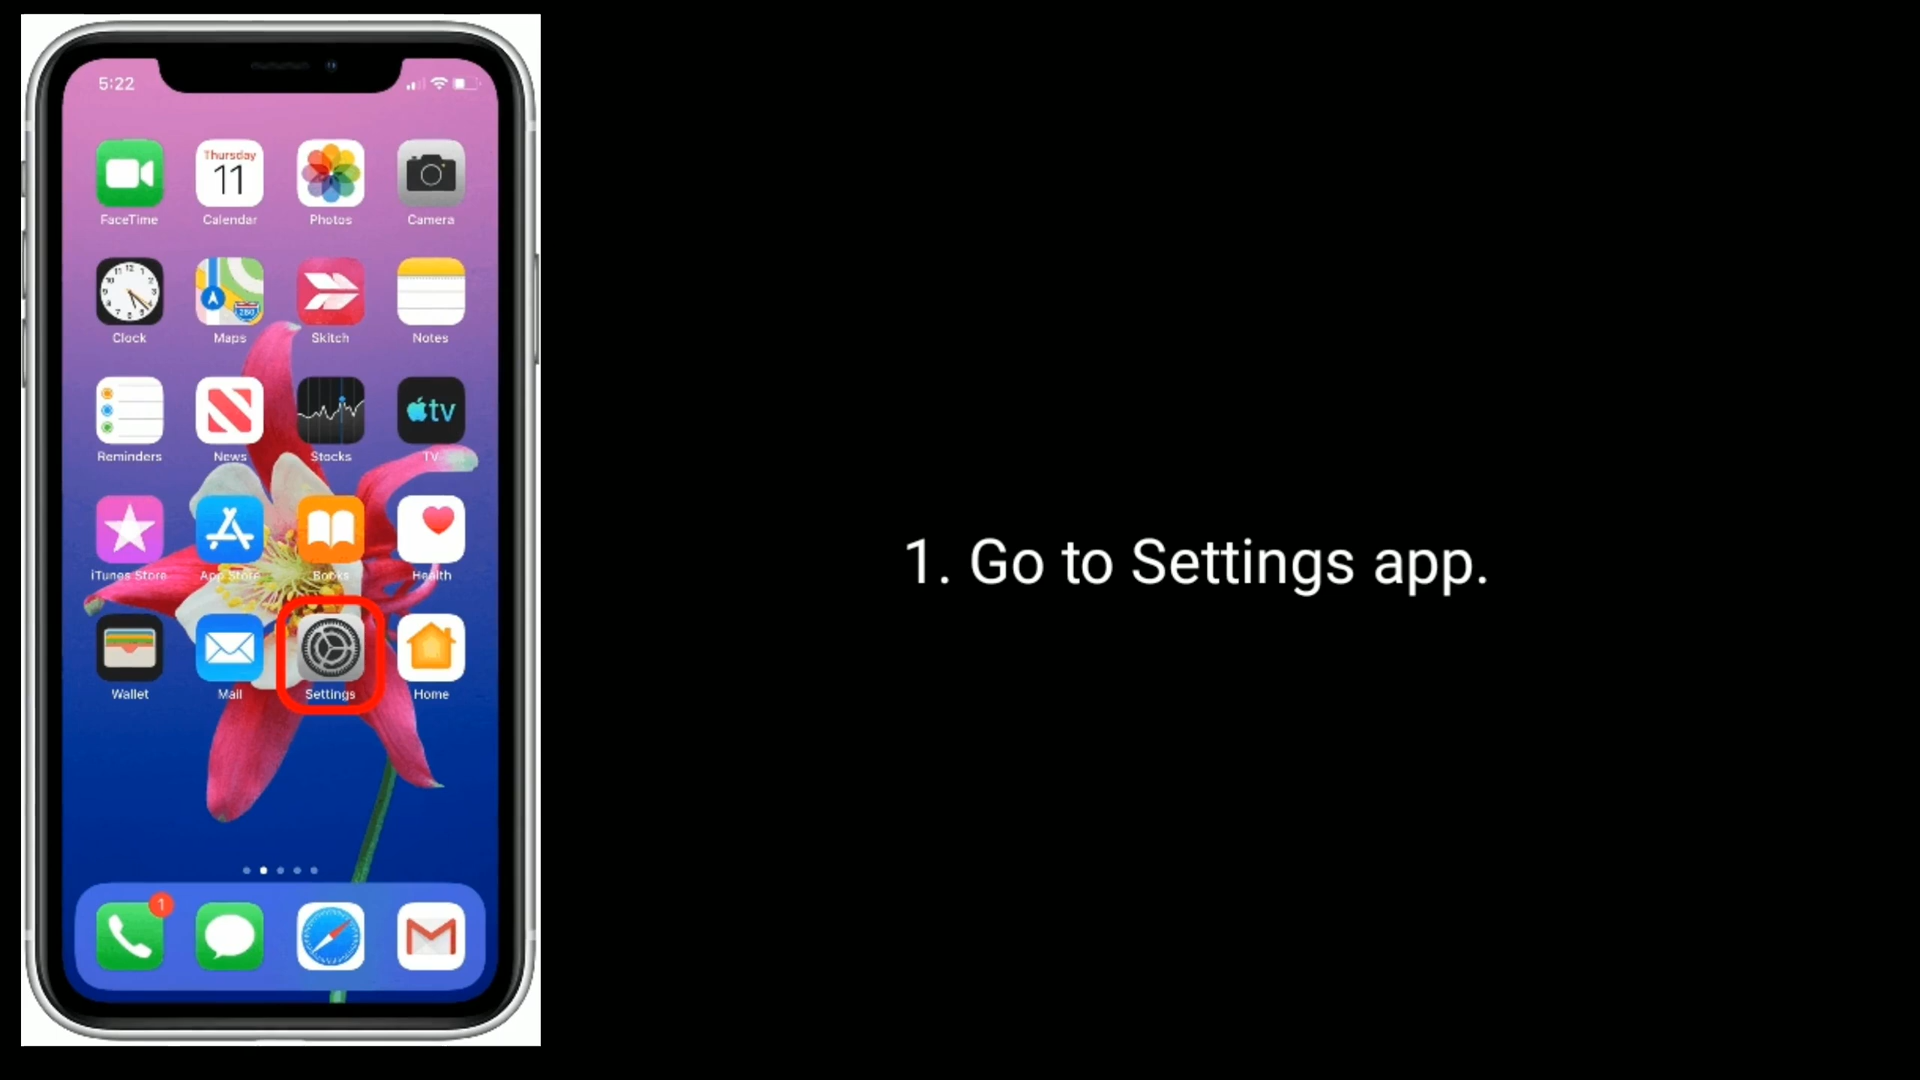 5:22
Thursday
11
FaceTime
Calendar
Photos
Camera
Clock
Maps
Skitch
Notes
tv
Reminders
News
Stocks
TV
iTunes Store
App Store
Books
Health
Wallet
Mail
Settings
Home
1
1. Go to Settings app.